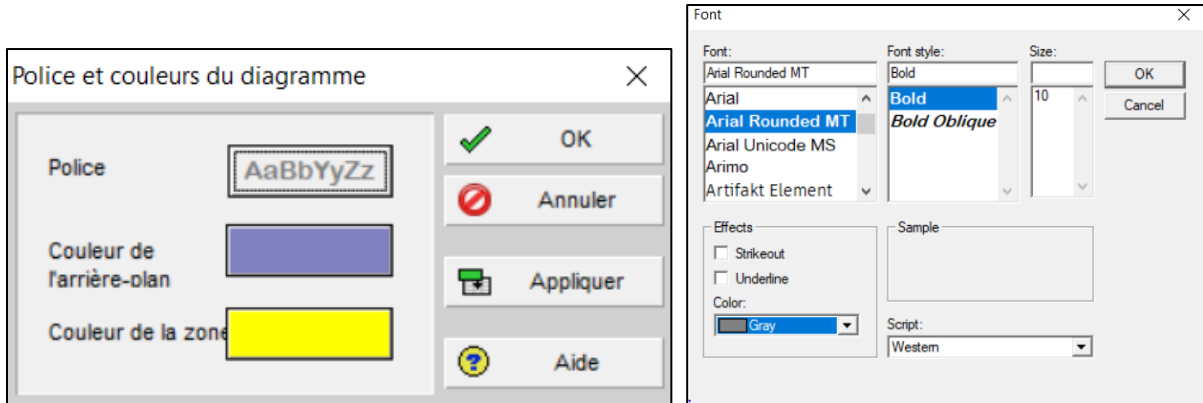 Police et couleurs du diagramme
Police
AaBbYyZz
Couleur de
l'arrière-plan
Couleur de la zone
OK
Annuler
Appliquer
Aide
Font
Font:
Arial Rounded MT
Arial
Arial Rounded MT
Arial Unicode MS
Arimo
Artifakt Element
Font style:
Bold
Bold
Bold Oblique
Size:
10
OK
Cancel
Effects
Strikeout
Underline
Color:
Gray
Sample
Script:
Western